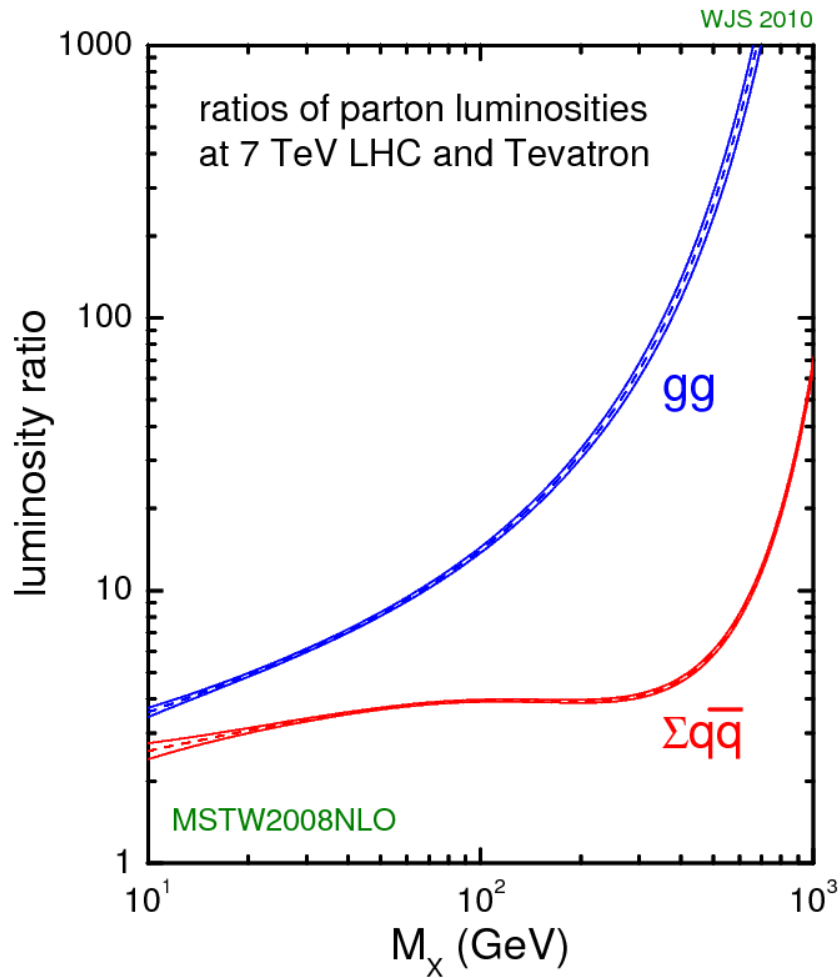 WJS 2010
1000
ratios of parton luminosities
at 7 TeV LHC and Tevatron
100
luminosity ratio
gg
10
Σqq̅
MSTW2008NLO
1
10¹ 10² 10³
M_X (GeV)